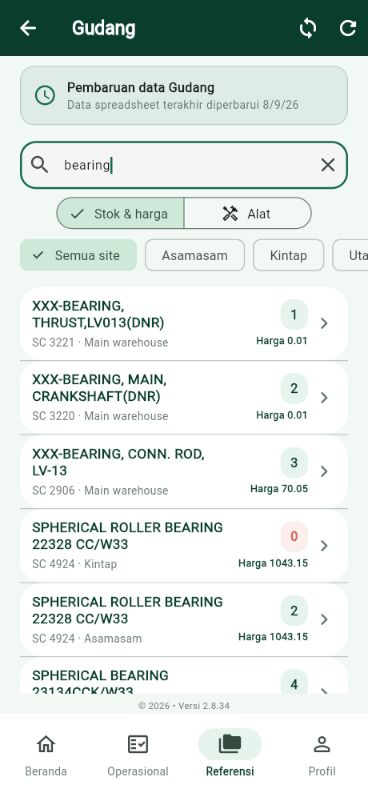 Gudang
Pembaruan data Gudang
Data spreadsheet terakhir diperbarui 8/9/26
bearing
Stok & harga
Alat
Semua site
Asamasam
Kintap
Uta
XXX-BEARING,
THRUST,LV013(DNR)
SC 3221 · Main warehouse
1
Harga 0.01
XXX-BEARING, MAIN,
CRANKSHAFT(DNR)
SC 3220 · Main warehouse
2
Harga 0.01
XXX-BEARING, CONN. ROD,
LV-13
SC 2906 · Main warehouse
3
Harga 70.05
SPHERICAL ROLLER BEARING
22328 CC/W33
SC 4924 · Kintap
0
Harga 1043.15
SPHERICAL ROLLER BEARING
22328 CC/W33
SC 4924 · Asamasam
2
Harga 1043.15
SPHERICAL BEARING
23134CCK/W33
4
© 2026 • Versi 2.8.34
Beranda
Operasional
Referensi
Profil